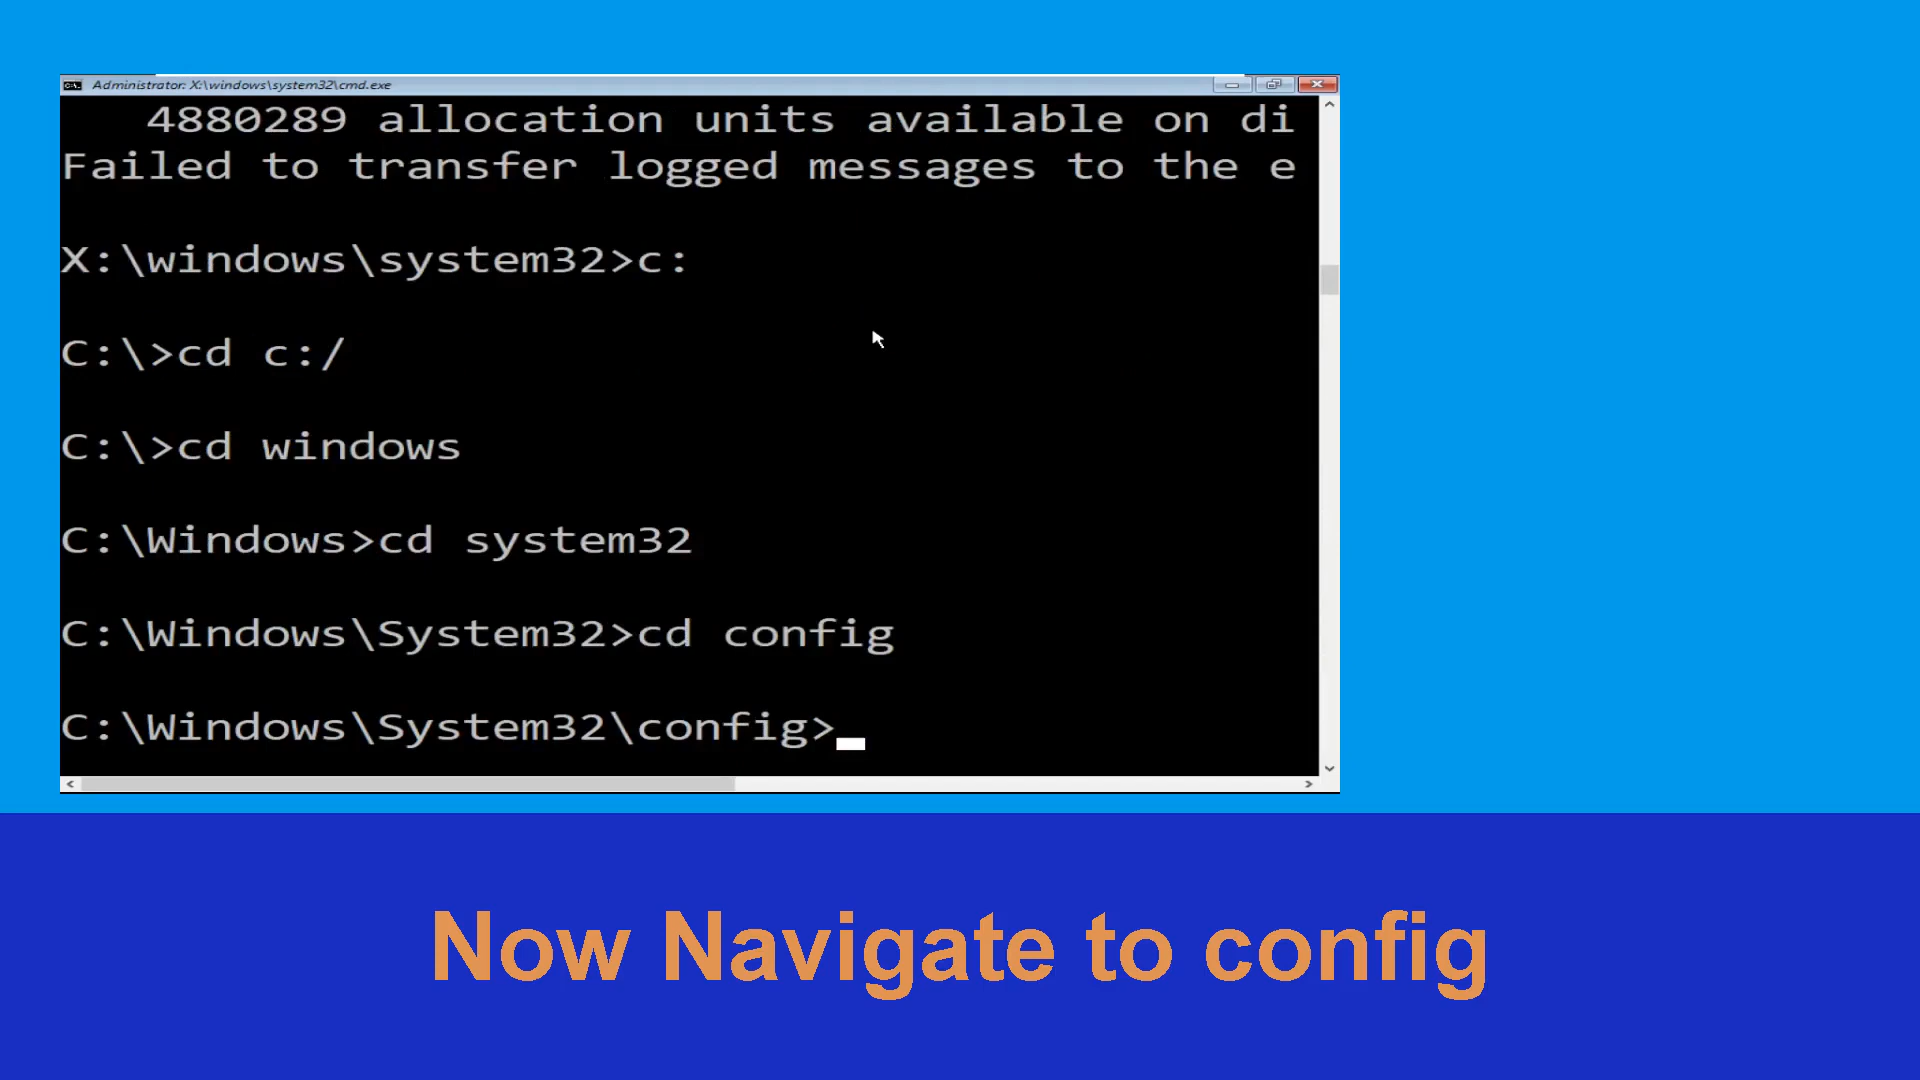 Administrator: X:\windows\system32\cmd.exe
4880289 allocation units available on di
Failed to transfer logged messages to the e
X:\windows\system32>c:
C:\>cd c:/
C:\>cd windows
C:\Windows>cd system32
C:\Windows\System32>cd config
C:\Windows\System32\config>
Now Navigate to config